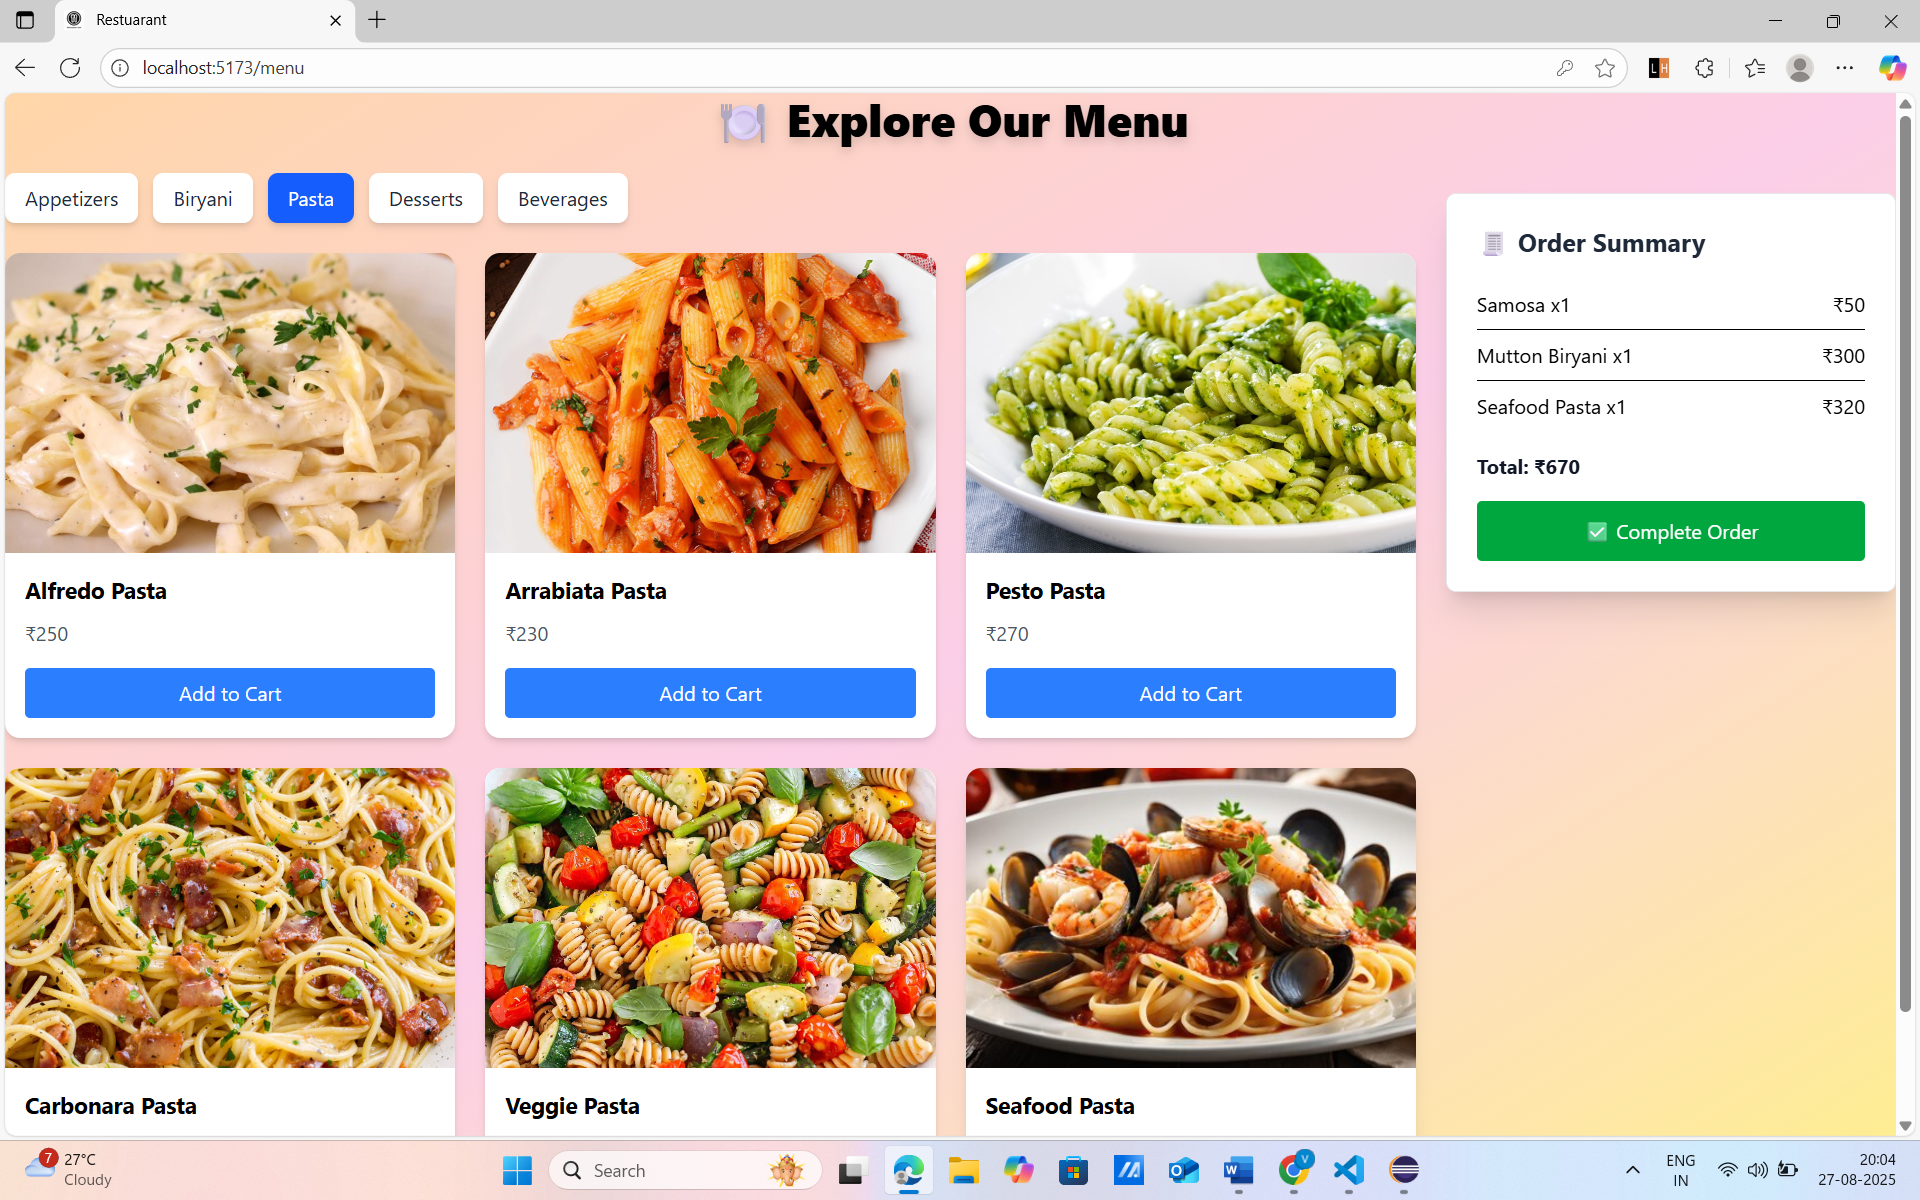 Restuarant
localhost:5173/menu
Explore Our Menu
Appetizers
Biryani
Pasta
Desserts
Beverages
Order Summary
Samosa x1 ₹50
Mutton Biryani x1 ₹300
Seafood Pasta x1 ₹320
Total: ₹670
Complete Order
Alfredo Pasta
₹250
Add to Cart
Arrabiata Pasta
₹230
Add to Cart
Pesto Pasta
₹270
Add to Cart
Carbonara Pasta
Veggie Pasta
Seafood Pasta
7
27°C
Cloudy
Search
ENG
IN
20:04
27-08-2025